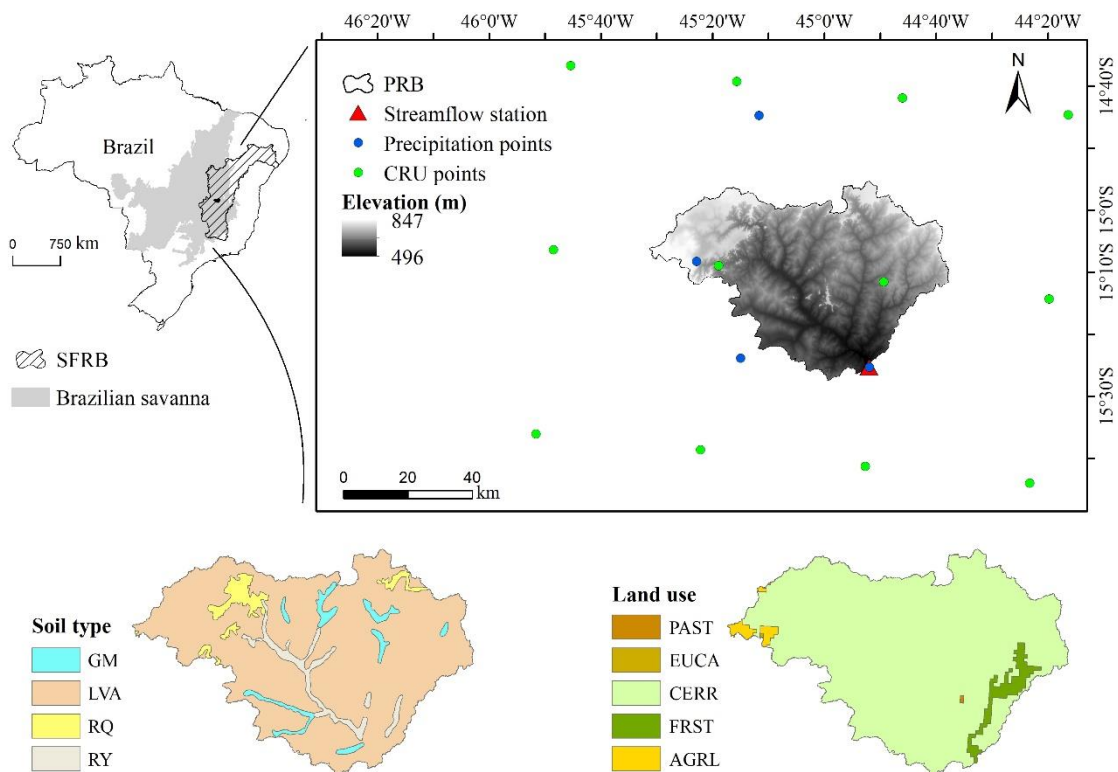 46°20'W 46°0'W 45°40'W 45°20'W 45°0'W 44°40'W 44°20'W
14°40'S
15°0'S
15°10'S
15°30'S
N
PRB
Streamflow station
Precipitation points
CRU points
Elevation (m)
847
496
0 20 40
km
Brazil
0 750 km
SFRB
Brazilian savanna
Soil type
GM
LVA
RQ
RY
Land use
PAST
EUCA
CERR
FRST
AGRL